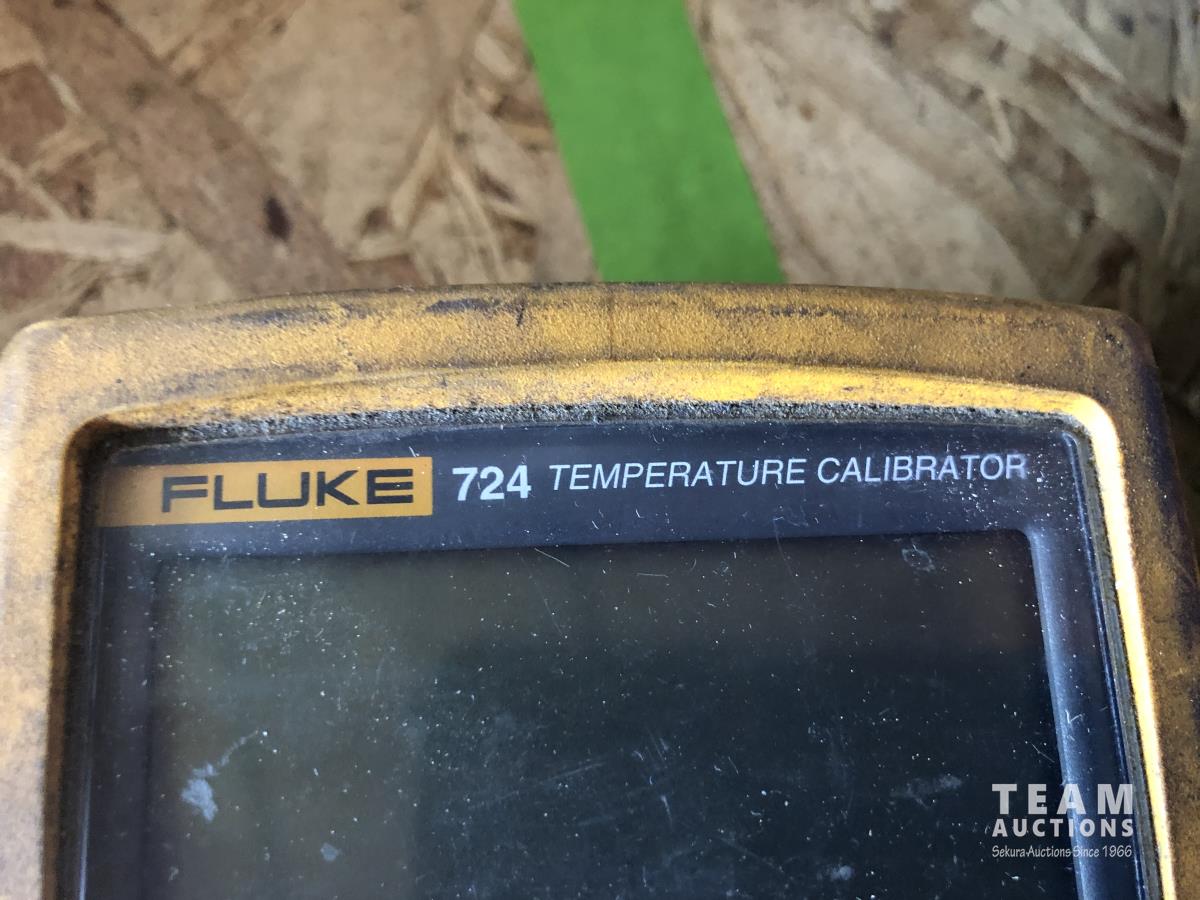 FLUKE 724 TEMPERATURE CALIBRATOR
TEAM
AUCTIONS
Sekura Auctions Since 1966